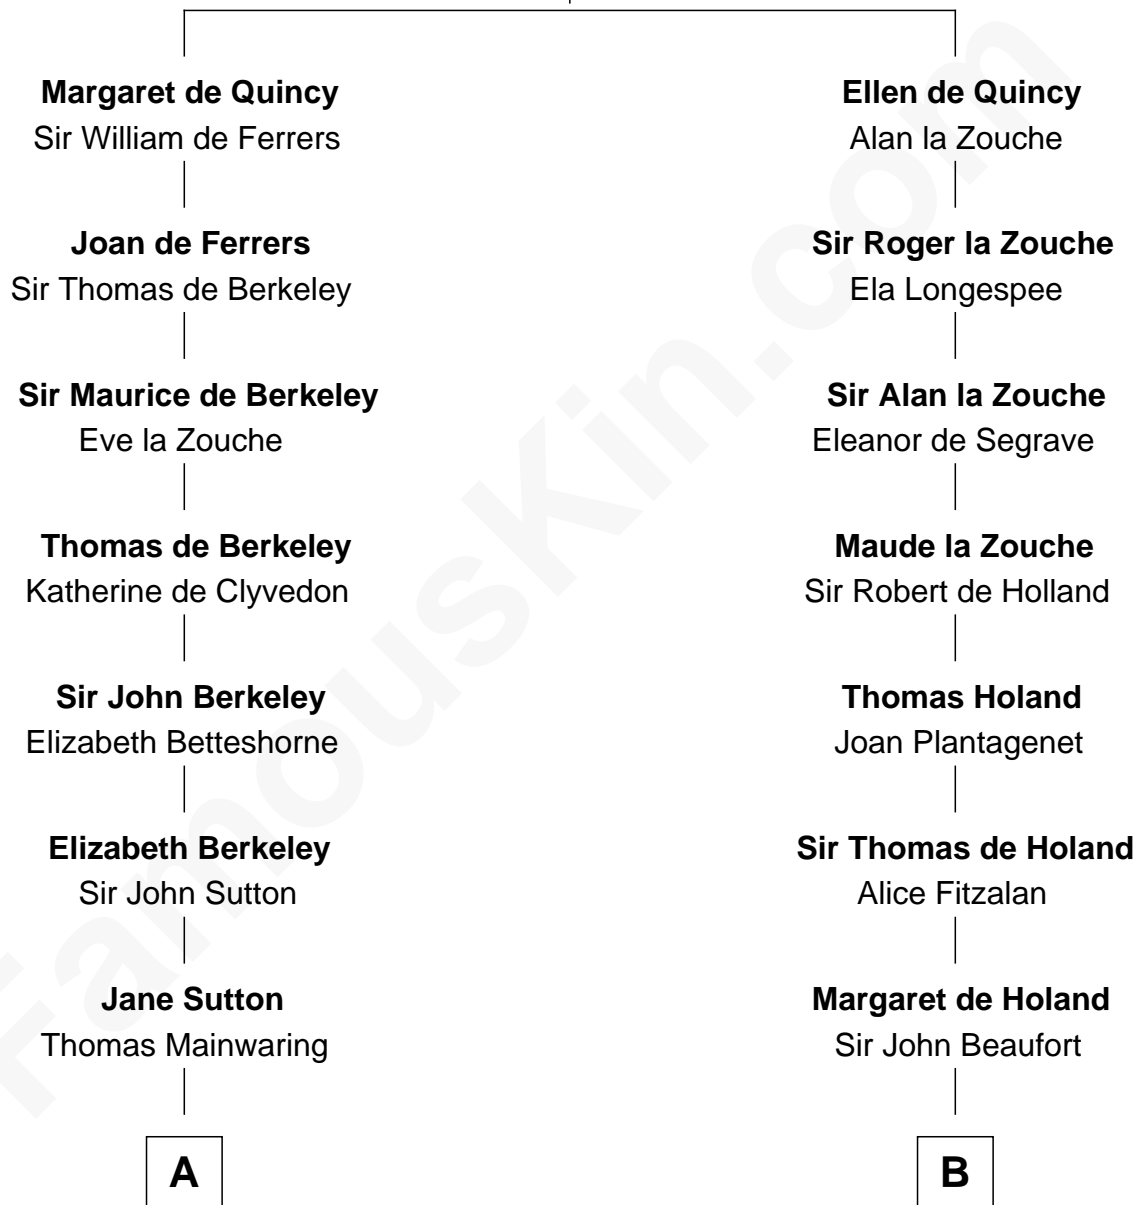 Margaret de Quincy
Sir William de Ferrers
Joan de Ferrers
Sir Thomas de Berkeley
Sir Maurice de Berkeley
Eve la Zouche
Thomas de Berkeley
Katherine de Clyvedon
Sir John Berkeley
Elizabeth Betteshorne
Elizabeth Berkeley
Sir John Sutton
Jane Sutton
Thomas Mainwaring
A
Ellen de Quincy
Alan la Zouche
Sir Roger la Zouche
Ela Longespee
Sir Alan la Zouche
Eleanor de Segrave
Maude la Zouche
Sir Robert de Holland
Thomas Holand
Joan Plantagenet
Sir Thomas de Holand
Alice Fitzalan
Margaret de Holand
Sir John Beaufort
B
FamousKin.com